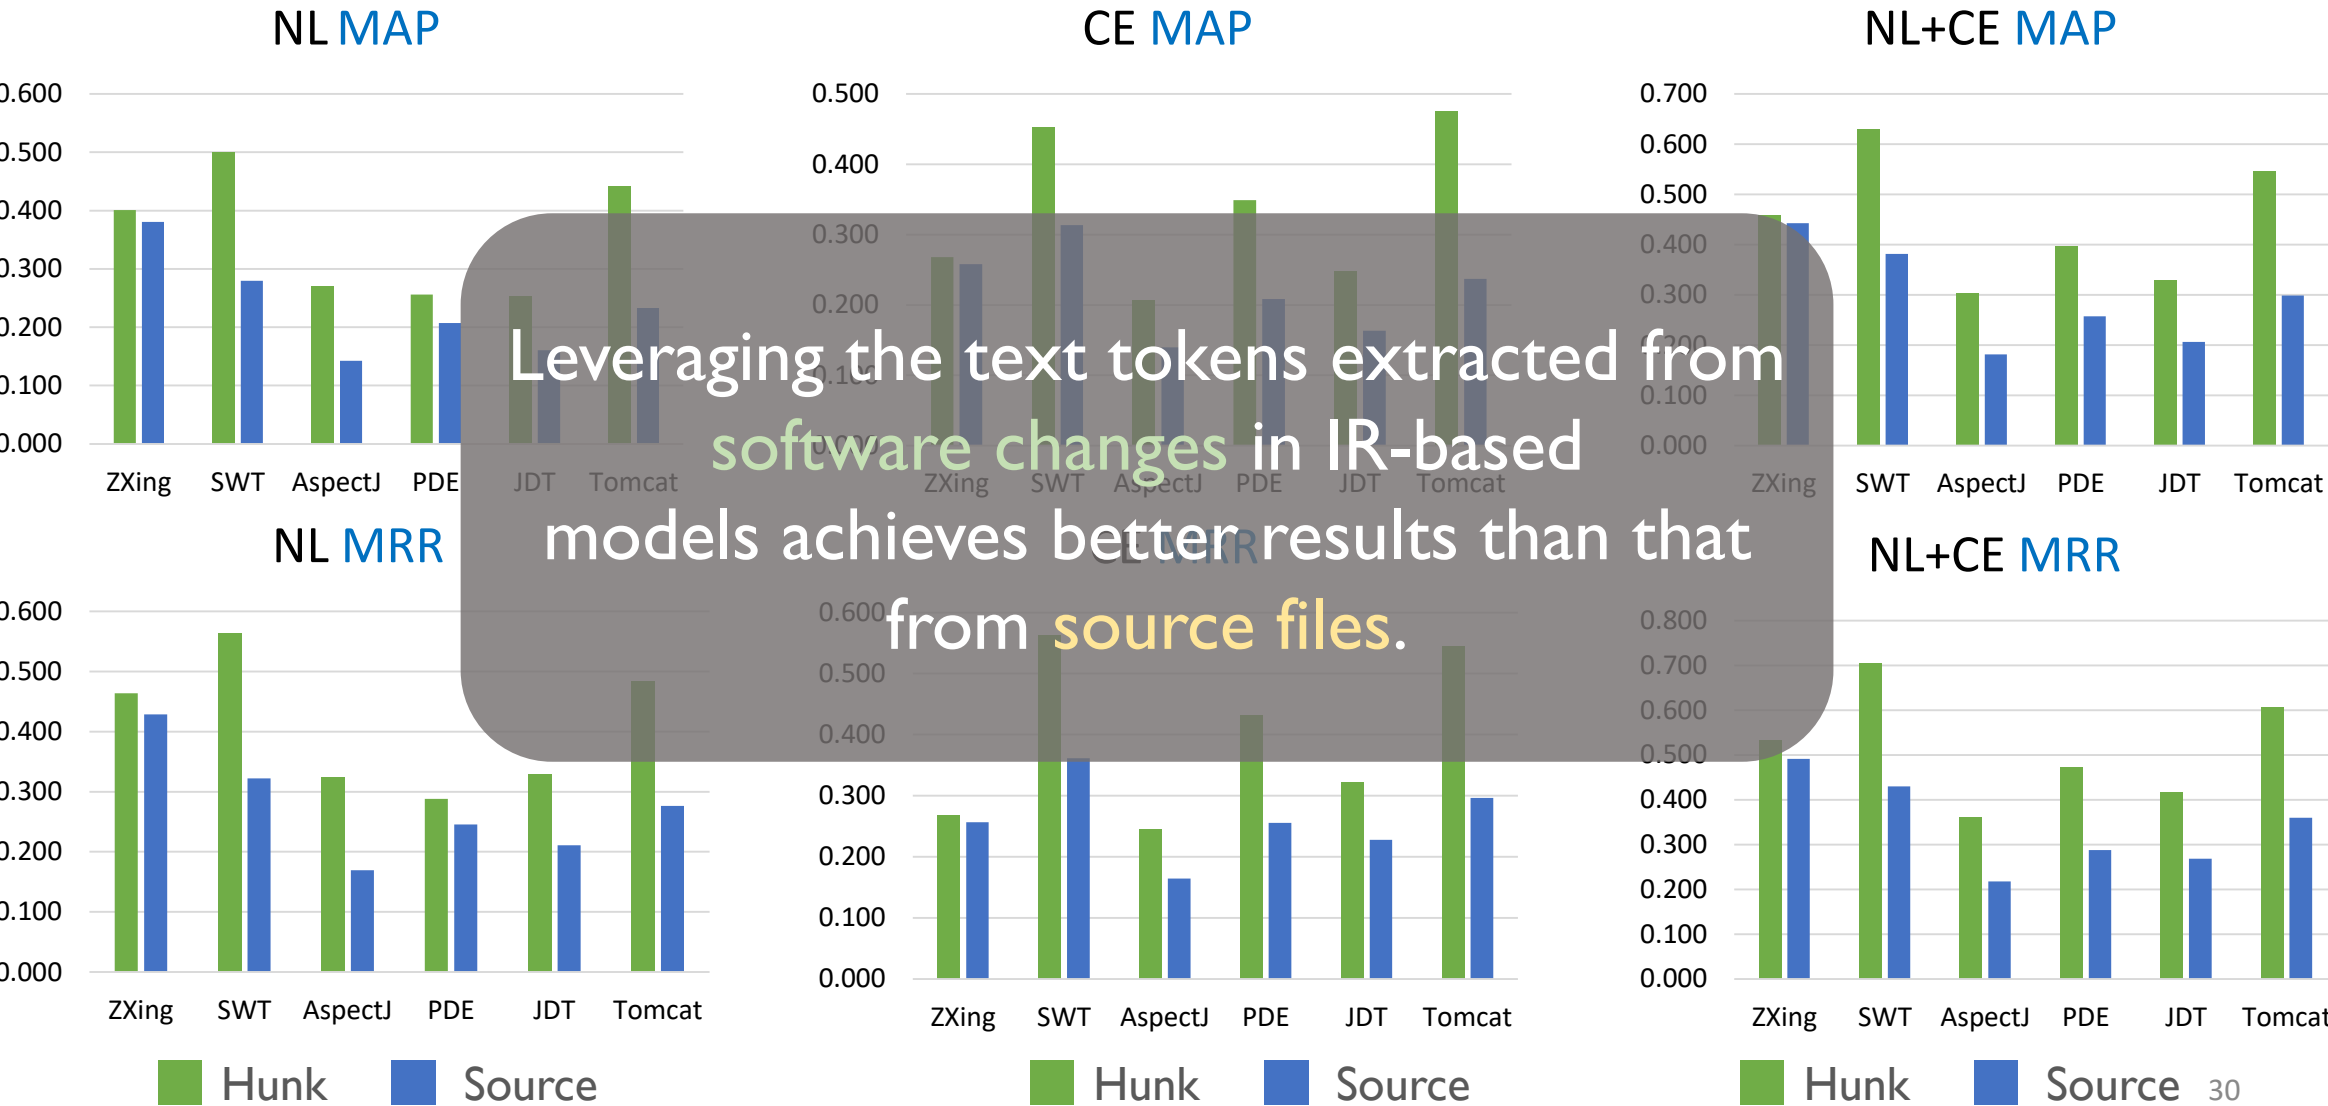 NL MAP
CE MAP
NL+CE MAP
0.600
0.500
0.400
0.300
0.200
0.100
0.000
ZXing SWT AspectJ PDE JDT Tomcat
0.500
0.400
0.300
0.200
0.100
0.000
ZXing SWT AspectJ PDE JDT Tomcat
0.700
0.600
0.500
0.400
0.300
0.200
0.100
0.000
ZXing SWT AspectJ PDE JDT Tomcat
Leveraging the text tokens extracted from
software changes in IR-based
models achieves better results than that
from source files.
NL MRR
CE MRR
NL+CE MRR
0.600
0.500
0.400
0.300
0.200
0.100
0.000
ZXing SWT AspectJ PDE JDT Tomcat
0.600
0.500
0.400
0.300
0.200
0.100
0.000
ZXing SWT AspectJ PDE JDT Tomcat
0.800
0.700
0.600
0.500
0.400
0.300
0.200
0.100
0.000
ZXing SWT AspectJ PDE JDT Tomcat
Hunk Source
Hunk Source
Hunk Source 30